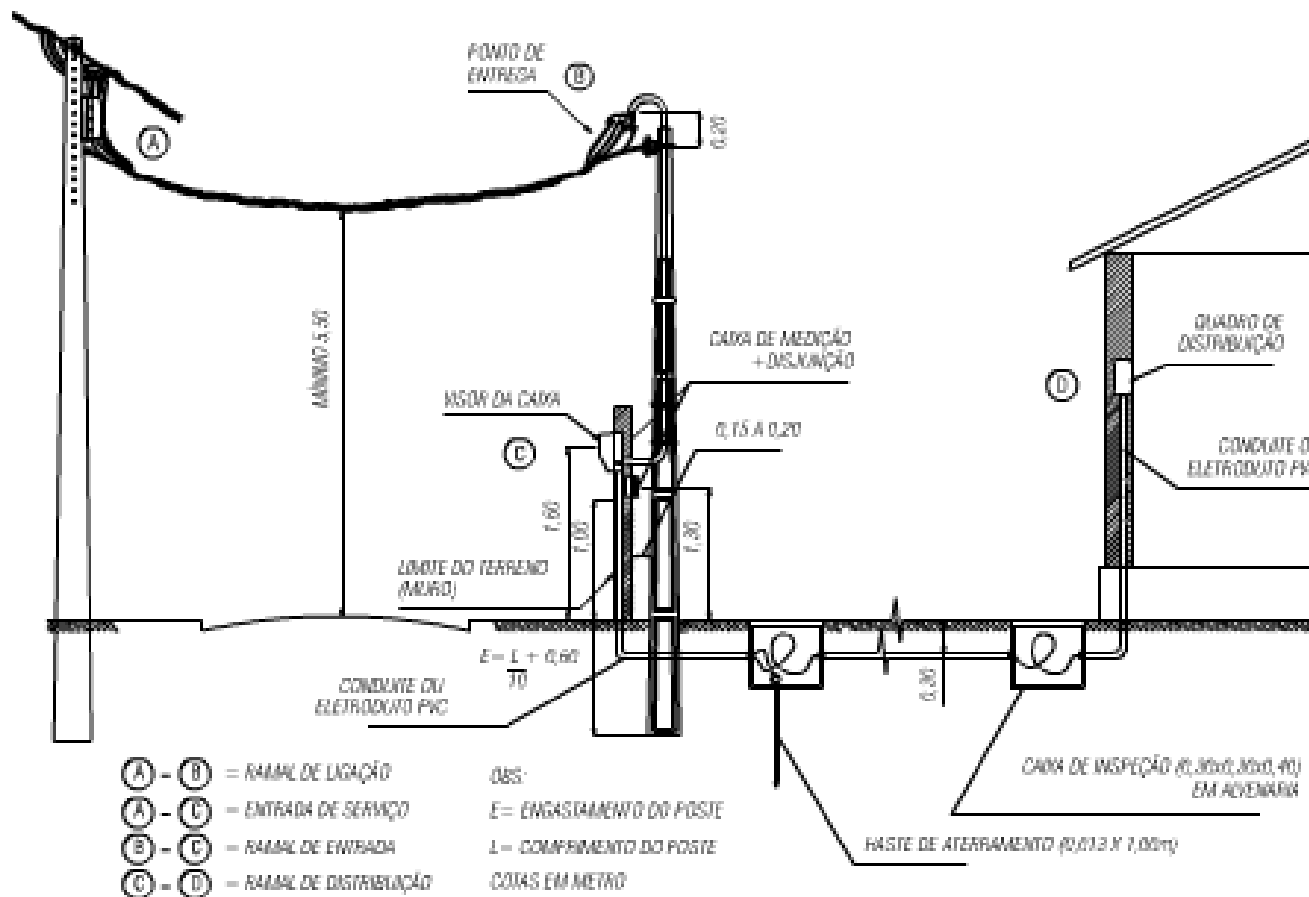 PONTO DE
ENTREGA
B
A
0,20
MÍNIMO 5,50
CAIXA DE MEDIÇÃO
+DISJUNÇÃO
VISOR DA CAIXA
0,15 A 0,20
C
1,60
1,00
1,30
LIMITE DO TERRENO
(MURO)
QUADRO DE
DISTRIBUIÇÃO
D
CONDUITE O
ELETRODUTO PV
E= L + 0,60
10
CONDUITE OU
ELETRODUTO PVC
0,30
CAIXA DE INSPEÇÃO (0,30x0,30x0,40)
EM ALVENARIA
HASTE DE ATERRAMENTO (0,013 X 1,00m)
A - B = RAMAL DE LIGAÇÃO
A - C = ENTRADA DE SERVIÇO
B - C = RAMAL DE ENTRADA
C - D = RAMAL DE DISTRIBUIÇÃO
OBS:
E= ENGASTAMENTO DO POSTE
L= COMPRIMENTO DO POSTE
COTAS EM METRO